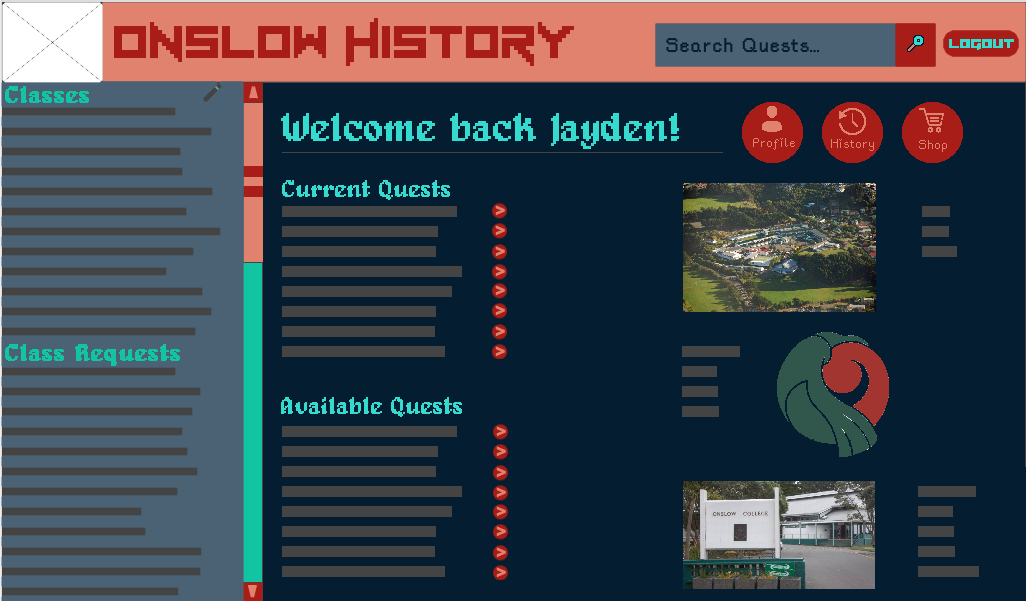 ONSLOW HISTORY
Search Quests...
LOGOUT
Classes
Welcome back Jayden!
Profile
History
Shop
Current Quests
Class Requests
Available Quests
ONSLOW COLLEGE